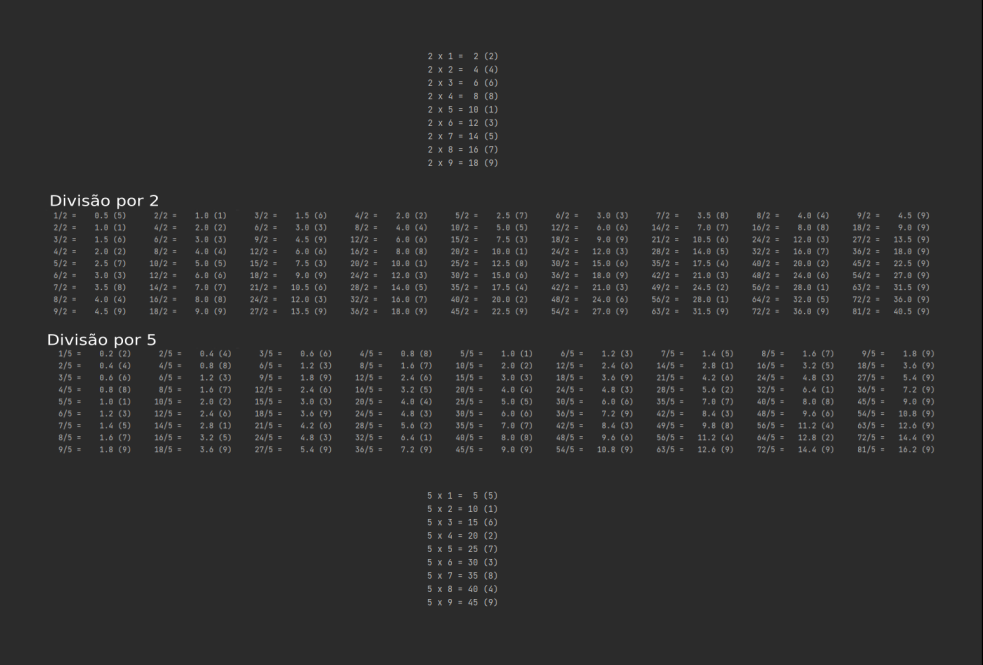 2 x 1 = 2 (2)
2 x 2 = 4 (4)
2 x 3 = 6 (6)
2 x 4 = 8 (8)
2 x 5 = 10 (1)
2 x 6 = 12 (3)
2 x 7 = 14 (5)
2 x 8 = 16 (7)
2 x 9 = 18 (9)
Divisão por 2
1/2 = 0.5 (5) 2/2 = 1.0 (1) 3/2 = 1.5 (6) 4/2 = 2.0 (2) 5/2 = 2.5 (7) 6/2 = 3.0 (3) 7/2 = 3.5 (8) 8/2 = 4.0 (4) 9/2 = 4.5 (9)
2/2 = 1.0 (1) 4/2 = 2.0 (2) 6/2 = 3.0 (3) 8/2 = 4.0 (4) 10/2 = 5.0 (5) 12/2 = 6.0 (6) 14/2 = 7.0 (7) 16/2 = 8.0 (8) 18/2 = 9.0 (9)
3/2 = 1.5 (6) 6/2 = 3.0 (3) 9/2 = 4.5 (9) 12/2 = 6.0 (6) 15/2 = 7.5 (3) 18/2 = 9.0 (9) 21/2 = 10.5 (6) 24/2 = 12.0 (3) 27/2 = 13.5 (9)
4/2 = 2.0 (2) 8/2 = 4.0 (4) 12/2 = 6.0 (6) 16/2 = 8.0 (8) 20/2 = 10.0 (1) 24/2 = 12.0 (3) 28/2 = 14.0 (5) 32/2 = 16.0 (7) 36/2 = 18.0 (9)
5/2 = 2.5 (7) 10/2 = 5.0 (5) 15/2 = 7.5 (3) 20/2 = 10.0 (1) 25/2 = 12.5 (8) 30/2 = 15.0 (6) 35/2 = 17.5 (4) 40/2 = 20.0 (2) 45/2 = 22.5 (9)
6/2 = 3.0 (3) 12/2 = 6.0 (6) 18/2 = 9.0 (9) 24/2 = 12.0 (3) 30/2 = 15.0 (6) 36/2 = 18.0 (9) 42/2 = 21.0 (3) 48/2 = 24.0 (6) 54/2 = 27.0 (9)
7/2 = 3.5 (8) 14/2 = 7.0 (7) 21/2 = 10.5 (6) 28/2 = 14.0 (5) 35/2 = 17.5 (4) 42/2 = 21.0 (3) 49/2 = 24.5 (2) 56/2 = 28.0 (1) 63/2 = 31.5 (9)
8/2 = 4.0 (4) 16/2 = 8.0 (8) 24/2 = 12.0 (3) 32/2 = 16.0 (7) 40/2 = 20.0 (2) 48/2 = 24.0 (6) 56/2 = 28.0 (1) 64/2 = 32.0 (5) 72/2 = 36.0 (9)
9/2 = 4.5 (9) 18/2 = 9.0 (9) 27/2 = 13.5 (9) 36/2 = 18.0 (9) 45/2 = 22.5 (9) 54/2 = 27.0 (9) 63/2 = 31.5 (9) 72/2 = 36.0 (9) 81/2 = 40.5 (9)
Divisão por 5
1/5 = 0.2 (2) 2/5 = 0.4 (4) 3/5 = 0.6 (6) 4/5 = 0.8 (8) 5/5 = 1.0 (1) 6/5 = 1.2 (3) 7/5 = 1.4 (5) 8/5 = 1.6 (7) 9/5 = 1.8 (9)
2/5 = 0.4 (4) 4/5 = 0.8 (8) 6/5 = 1.2 (3) 8/5 = 1.6 (7) 10/5 = 2.0 (2) 12/5 = 2.4 (6) 14/5 = 2.8 (1) 16/5 = 3.2 (5) 18/5 = 3.6 (9)
3/5 = 0.6 (6) 6/5 = 1.2 (3) 9/5 = 1.8 (9) 12/5 = 2.4 (6) 15/5 = 3.0 (3) 18/5 = 3.6 (9) 21/5 = 4.2 (6) 24/5 = 4.8 (3) 27/5 = 5.4 (9)
4/5 = 0.8 (8) 8/5 = 1.6 (7) 12/5 = 2.4 (6) 16/5 = 3.2 (5) 20/5 = 4.0 (4) 24/5 = 4.8 (3) 28/5 = 5.6 (2) 32/5 = 6.4 (1) 36/5 = 7.2 (9)
5/5 = 1.0 (1) 10/5 = 2.0 (2) 15/5 = 3.0 (3) 20/5 = 4.0 (4) 25/5 = 5.0 (5) 30/5 = 6.0 (6) 35/5 = 7.0 (7) 40/5 = 8.0 (8) 45/5 = 9.0 (9)
6/5 = 1.2 (3) 12/5 = 2.4 (6) 18/5 = 3.6 (9) 24/5 = 4.8 (3) 30/5 = 6.0 (6) 36/5 = 7.2 (9) 42/5 = 8.4 (3) 48/5 = 9.6 (6) 54/5 = 10.8 (9)
7/5 = 1.4 (5) 14/5 = 2.8 (1) 21/5 = 4.2 (6) 28/5 = 5.6 (2) 35/5 = 7.0 (7) 42/5 = 8.4 (3) 49/5 = 9.8 (8) 56/5 = 11.2 (4) 63/5 = 12.6 (9)
8/5 = 1.6 (7) 16/5 = 3.2 (5) 24/5 = 4.8 (3) 32/5 = 6.4 (1) 40/5 = 8.0 (8) 48/5 = 9.6 (6) 56/5 = 11.2 (4) 64/5 = 12.8 (2) 72/5 = 14.4 (9)
9/5 = 1.8 (9) 18/5 = 3.6 (9) 27/5 = 5.4 (9) 36/5 = 7.2 (9) 45/5 = 9.0 (9) 54/5 = 10.8 (9) 63/5 = 12.6 (9) 72/5 = 14.4 (9) 81/5 = 16.2 (9)
5 x 1 = 5 (5)
5 x 2 = 10 (1)
5 x 3 = 15 (6)
5 x 4 = 20 (2)
5 x 5 = 25 (7)
5 x 6 = 30 (3)
5 x 7 = 35 (8)
5 x 8 = 40 (4)
5 x 9 = 45 (9)